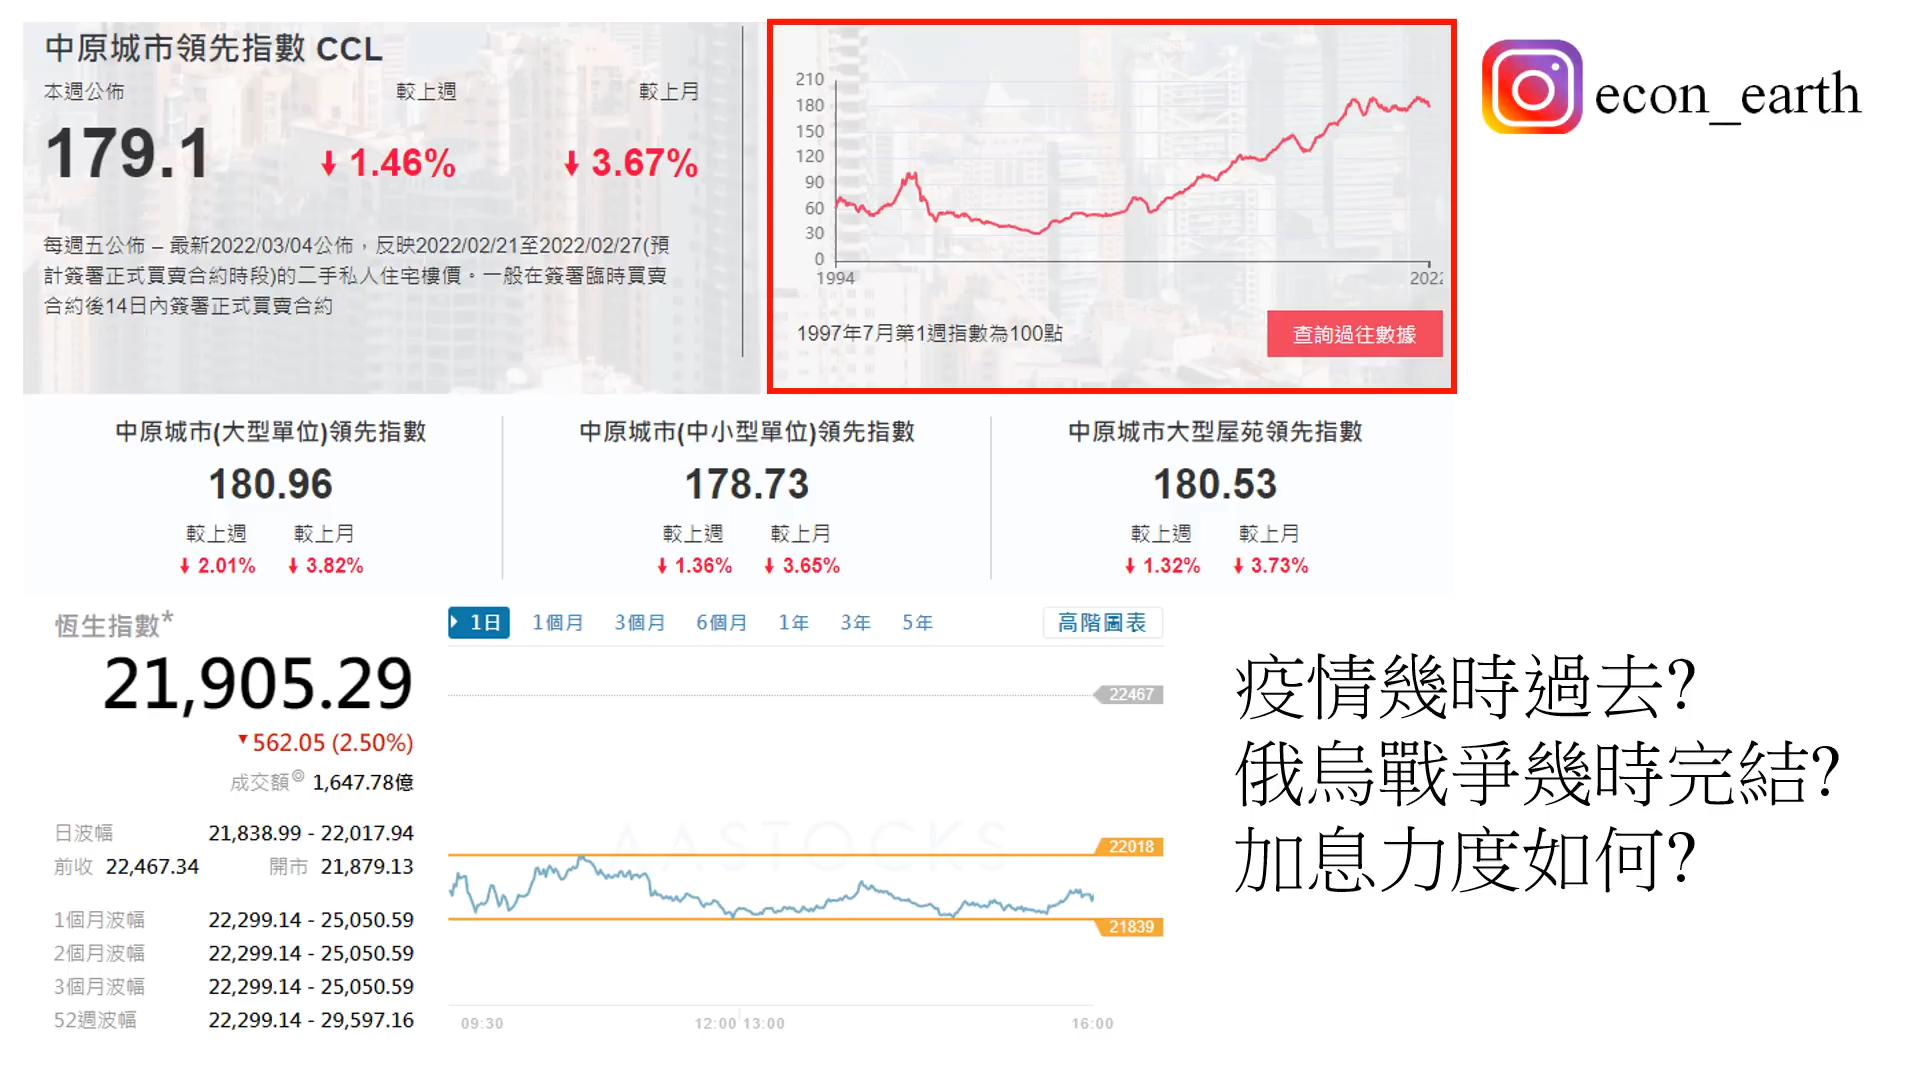 中原城市領先指數 CCL
本週公佈
較上週
較上月
179.1
1.46%
3.67%
每週五公佈 – 最新2022/03/04公佈，反映2022/02/21至2022/02/27(預
計簽署正式買賣合約時段)的二手私人住宅樓價。一般在簽署臨時買賣
合約後14日內簽署正式買賣合約
210
180
150
120
90
60
30
0
1994
2022
1997年7月第1週指數為100點
查詢過往數據
econ_earth
中原城市(大型單位)領先指數
180.96
較上週 較上月
2.01% 3.82%
中原城市(中小型單位)領先指數
178.73
較上週 較上月
1.36% 3.65%
中原城市大型屋苑領先指數
180.53
較上週 較上月
1.32% 3.73%
恆生指數*
21,905.29
562.05 (2.50%)
成交額 1,647.78億
日波幅 21,838.99 - 22,017.94
前收 22,467.34 開市 21,879.13
1個月波幅 22,299.14 - 25,050.59
2個月波幅 22,299.14 - 25,050.59
3個月波幅 22,299.14 - 25,050.59
52週波幅 22,299.14 - 29,597.16
1日 1個月 3個月 6個月 1年 3年 5年 高階圖表
22467
AASTOCKS
22018
21839
09:30 12:00 13:00 16:00
疫情幾時過去?
俄烏戰爭幾時完結?
加息力度如何?